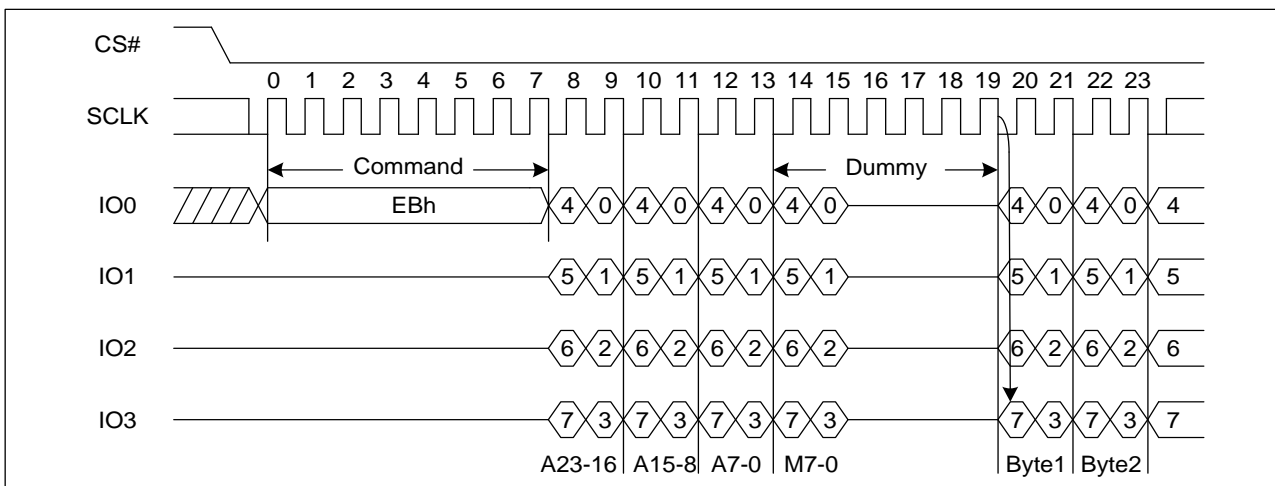 CS#
0 1 2 3 4 5 6 7 8 9 10 11 12 13 14 15 16 17 18 19 20 21 22 23
SCLK
Command Dummy
IO0 EBh 4 0 4 0 4 0 4 0 4 0 4 0 4
IO1 5 1 5 1 5 1 5 1 5 1 5 1 5
IO2 6 2 6 2 6 2 6 2 6 2 6 2 6
IO3 7 3 7 3 7 3 7 3 7 3 7 3 7
A23-16 A15-8 A7-0 M7-0 Byte1 Byte2